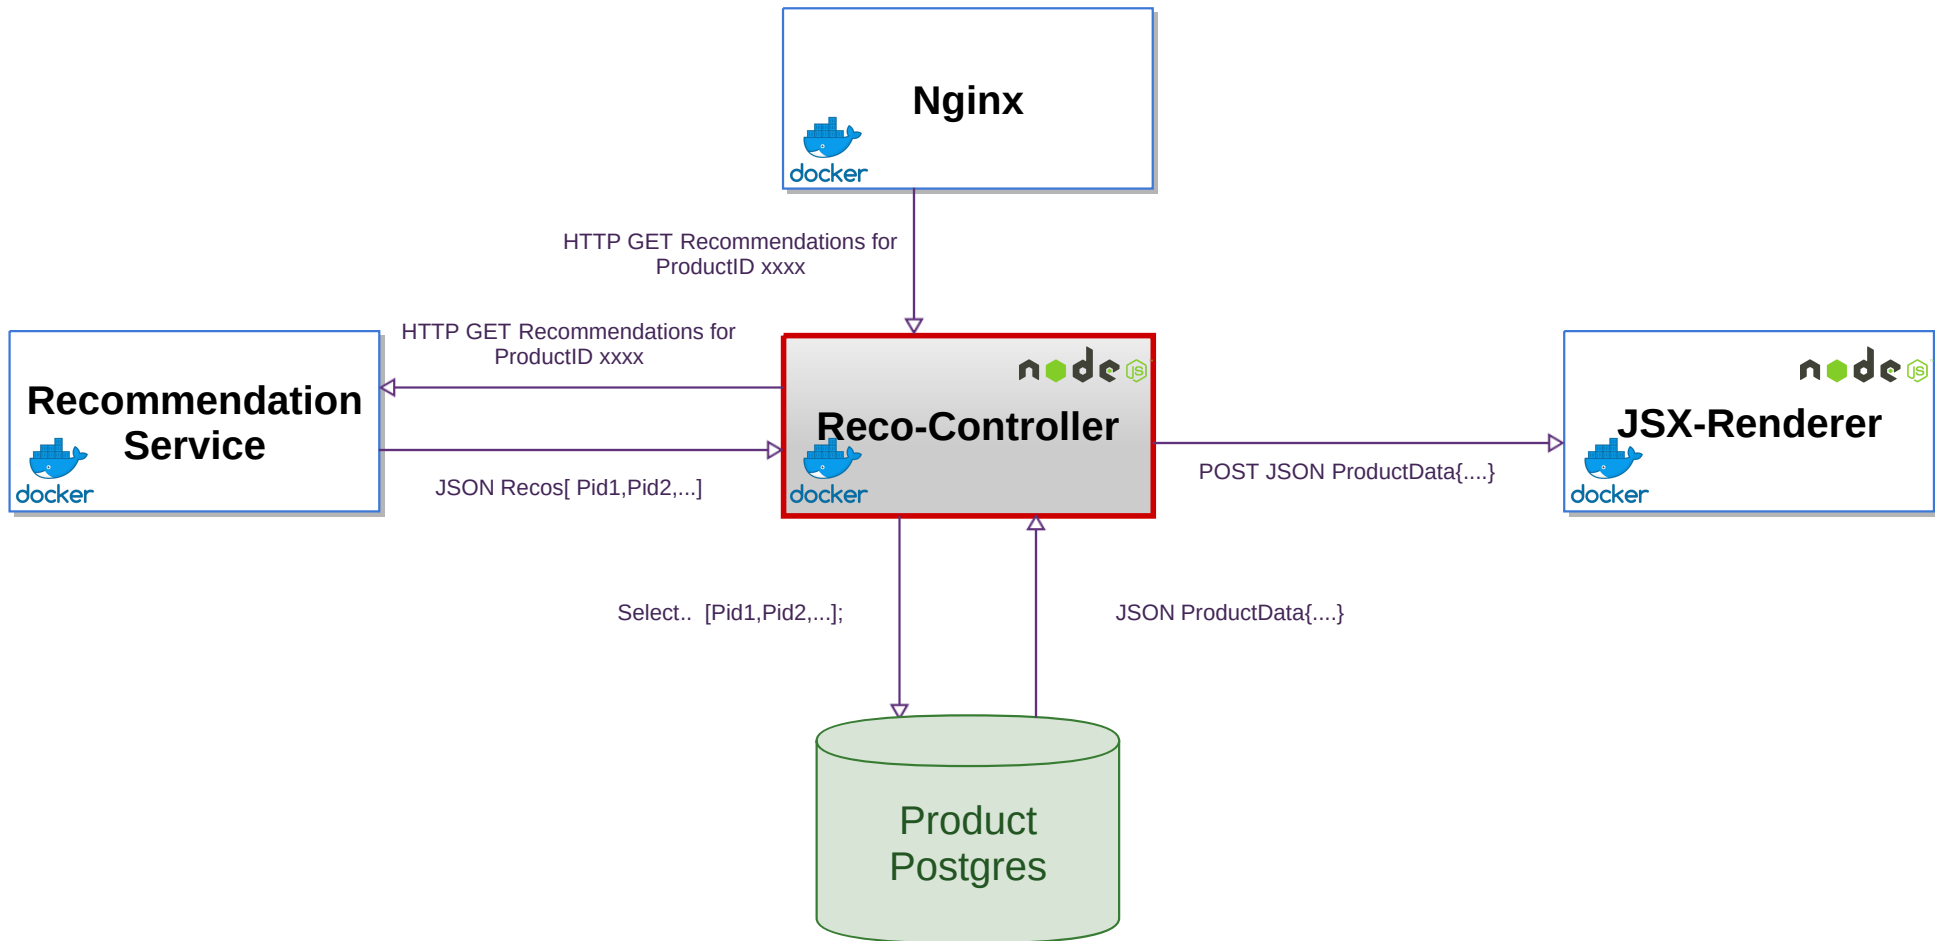 Nginx
docker
HTTP GET Recommendations for
ProductID xxxx
HTTP GET Recommendations for
ProductID xxxx
Recommendation
Service
docker
JSON Recos[ Pid1,Pid2,...]
node JS
Reco-Controller
docker
POST JSON ProductData{....}
node JS
JSX-Renderer
docker
Select..  [Pid1,Pid2,...];
JSON ProductData{....}
Product
Postgres